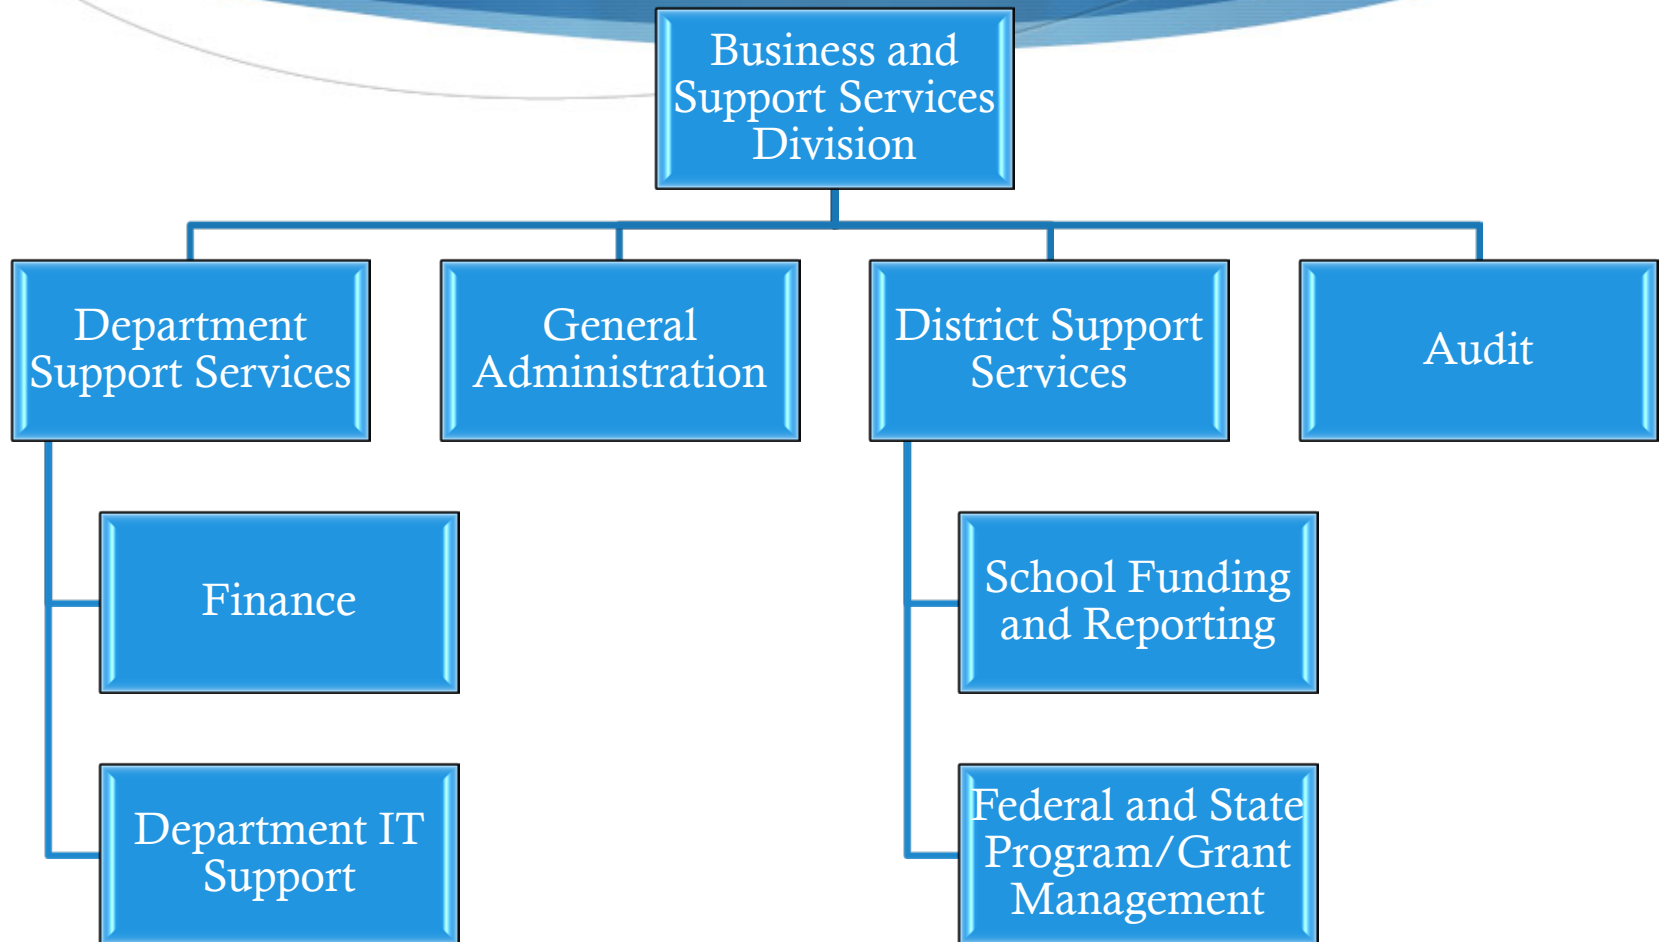 Business and
Support Services
Division
Department
Support Services
General
Administration
District Support
Services
Audit
Finance
School Funding
and Reporting
Department IT
Support
Federal and State
Program/Grant
Management